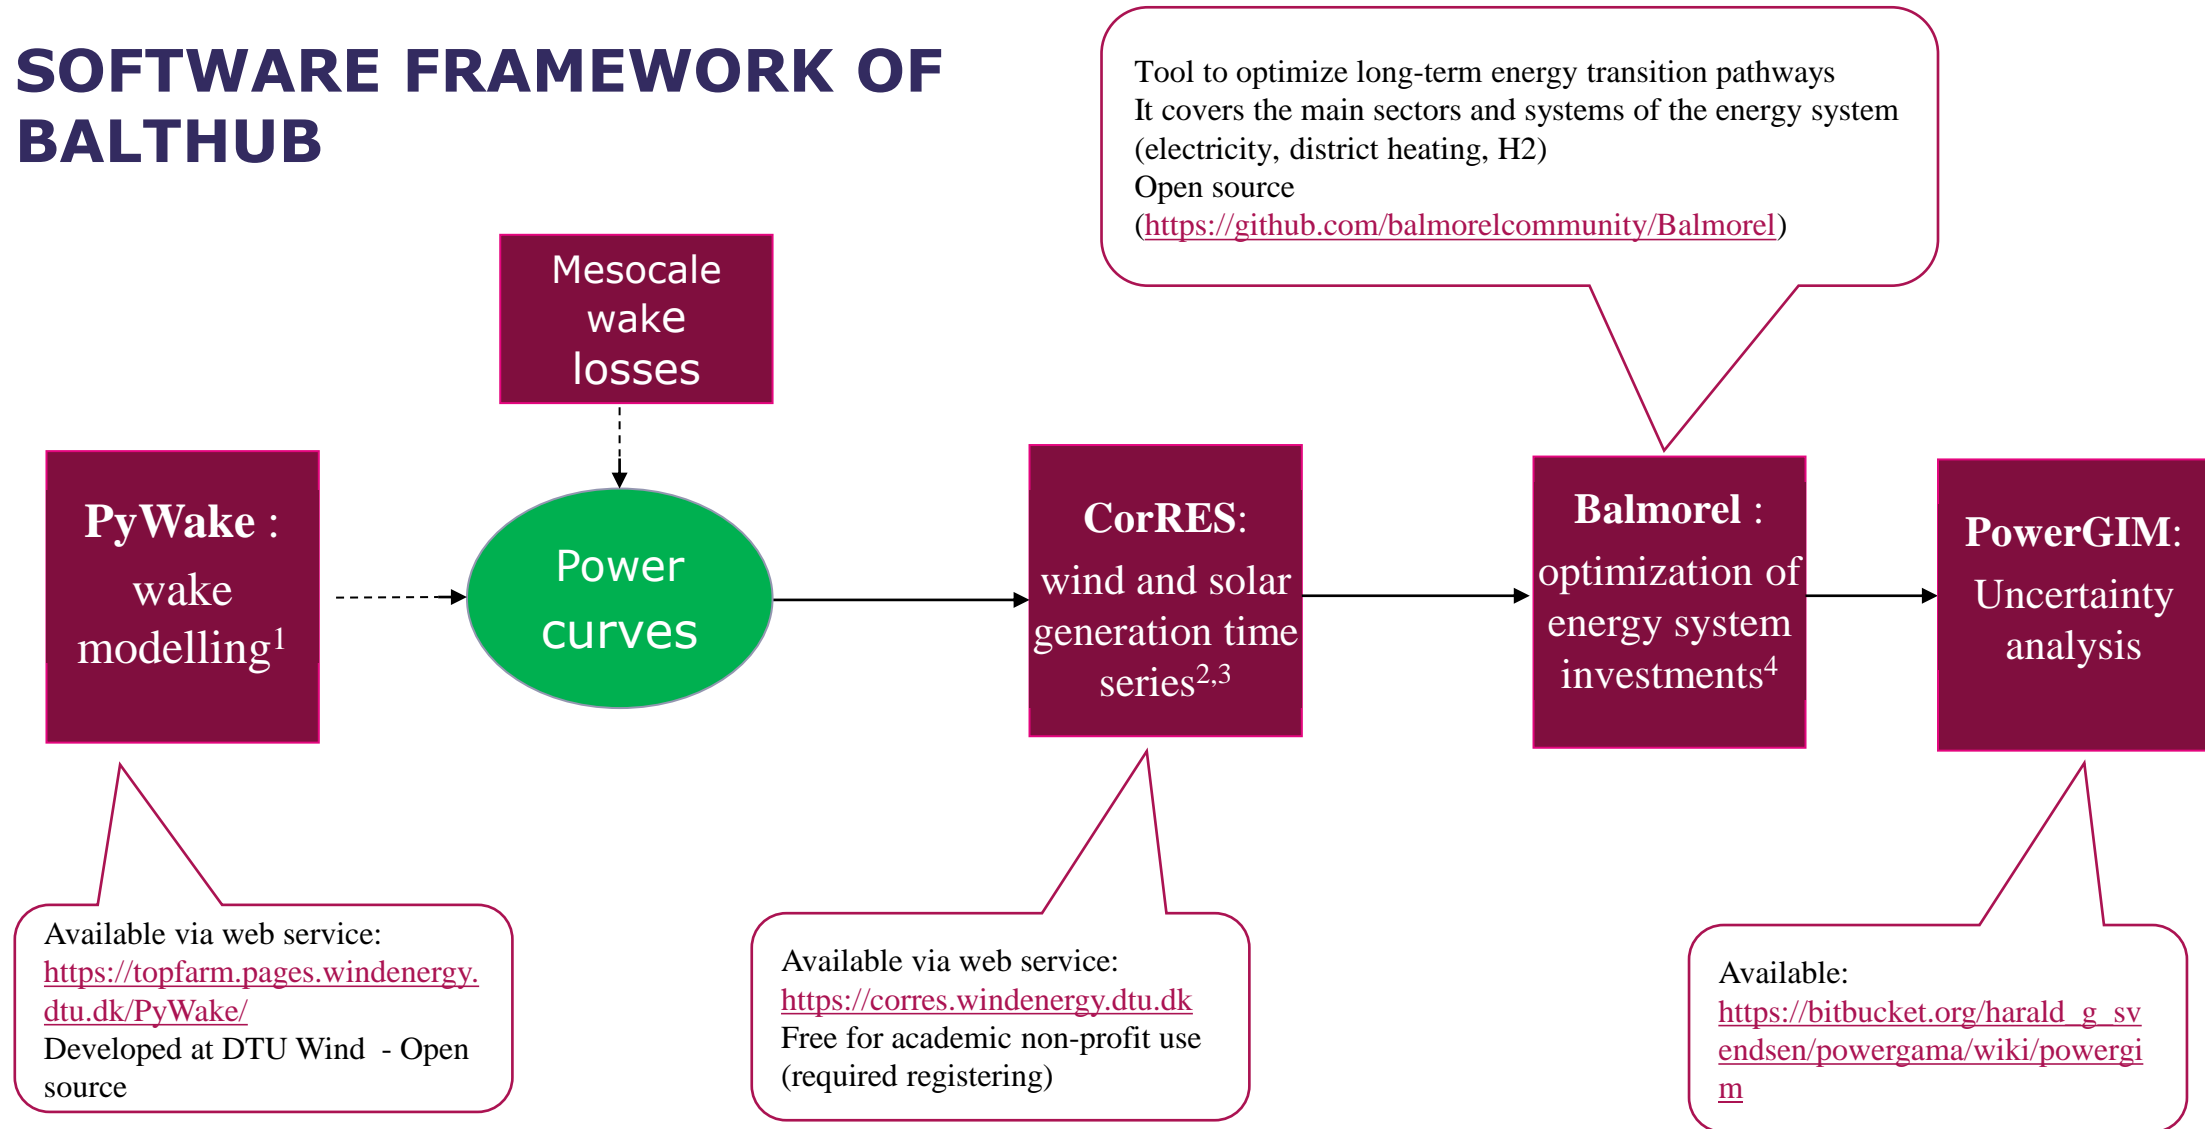 SOFTWARE FRAMEWORK OF
BALTHUB
Tool to optimize long-term energy transition pathways
It covers the main sectors and systems of the energy system
(electricity, district heating, H2)
Open source
(https://github.com/balmorelcommunity/Balmorel)
Mesocale
wake
losses
PyWake :
wake
modelling1
Power
curves
CorRES:
wind and solar
generation time
series2,3
Balmorel :
optimization of
energy system
investments4
PowerGIM:
Uncertainty
analysis
Available via web service:
https://topfarm.pages.windenergy.
dtu.dk/PyWake/
Developed at DTU Wind - Open
source
Available via web service:
https://corres.windenergy.dtu.dk
Free for academic non-profit use
(required registering)
Available:
https://bitbucket.org/harald_g_sv
endsen/powergama/wiki/powergi
m